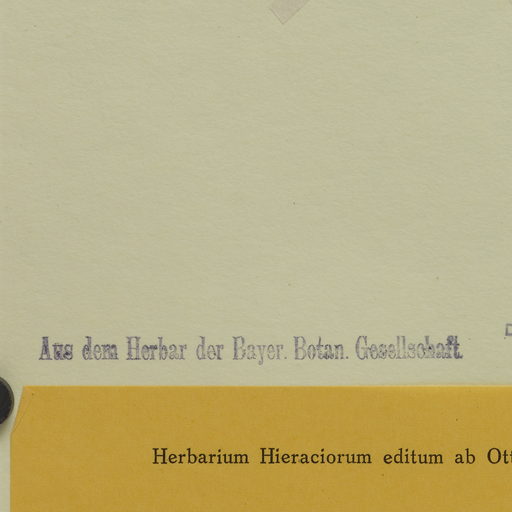 Aus dem Herbar der Bayer. Botan. Gesellschaft.
Herbarium Hieraciorum editum ab Ott